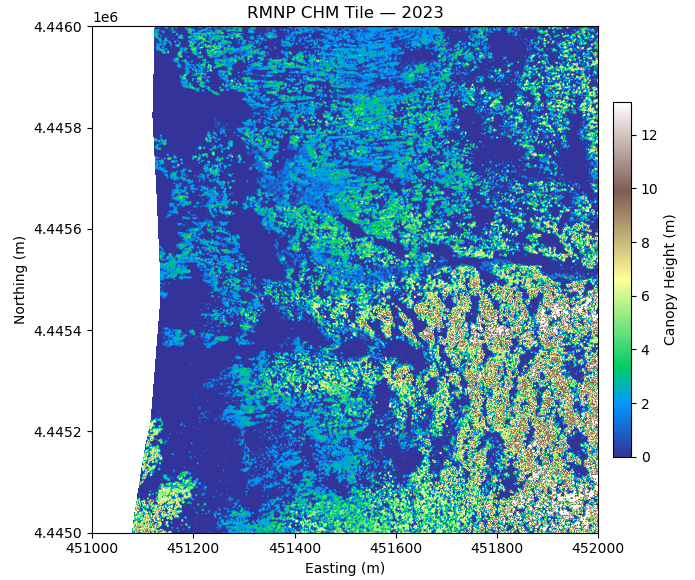 RMNP CHM Tile — 2023
1e6
4.4460
4.4458
4.4456
4.4454
4.4452
4.4450
Northing (m)
451000 451200 451400 451600 451800 452000
Easting (m)
12
10
8
6
4
2
0
Canopy Height (m)